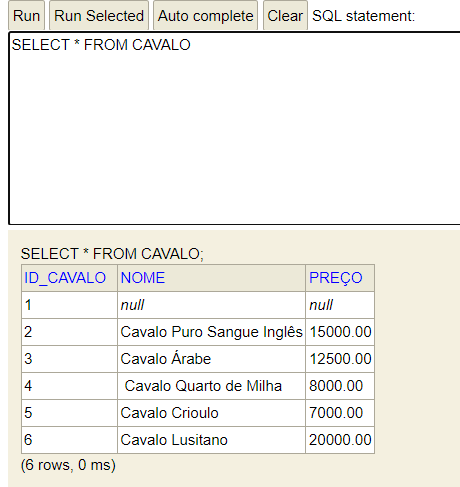 Run Run Selected Auto complete Clear SQL statement:
SELECT * FROM CAVALO
SELECT * FROM CAVALO;
ID_CAVALO NOME PREÇO
1 null null
2 Cavalo Puro Sangue Inglês 15000.00
3 Cavalo Árabe 12500.00
4 Cavalo Quarto de Milha 8000.00
5 Cavalo Crioulo 7000.00
6 Cavalo Lusitano 20000.00
(6 rows, 0 ms)